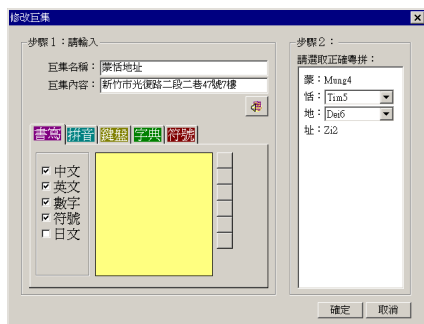 修改巨集
步驟1：請輸入
巨集名稱：蒙恬地址
巨集內容：新竹市光復路二段二巷47號7樓
書寫 拼音 鍵盤 字典 符號
中文
英文
數字
符號
日文
步驟2：
請選取正確粵拼：
蒙：Mung4
恬：Tim5
地：Dei6
址：Zi2
確定 取消